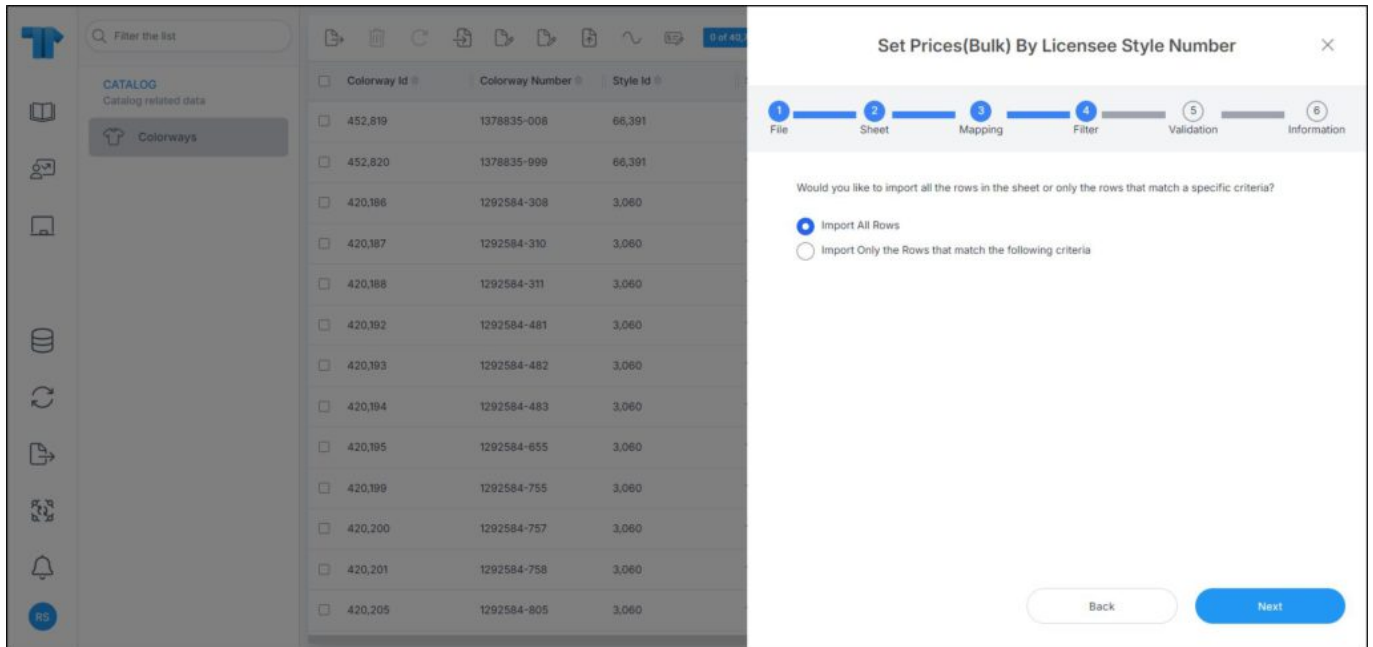 Filter the list
CATALOG
Catalog related data
Colorways
RS
0 of 40,
Colorway Id
Colorway Number
Style Id
452,819
1378835-008
66,391
452,820
1378835-999
66,391
420,186
1292584-308
3,060
420,187
1292584-310
3,060
420,188
1292584-311
3,060
420,192
1292584-481
3,060
420,193
1292584-482
3,060
420,194
1292584-483
3,060
420,195
1292584-655
3,060
420,199
1292584-755
3,060
420,200
1292584-757
3,060
420,201
1292584-758
3,060
420,205
1292584-805
3,060
Set Prices(Bulk) By Licensee Style Number
1
File
2
Sheet
3
Mapping
4
Filter
5
Validation
6
Information
Would you like to import all the rows in the sheet or only the rows that match a specific criteria?
Import All Rows
Import Only the Rows that match the following criteria
Back
Next